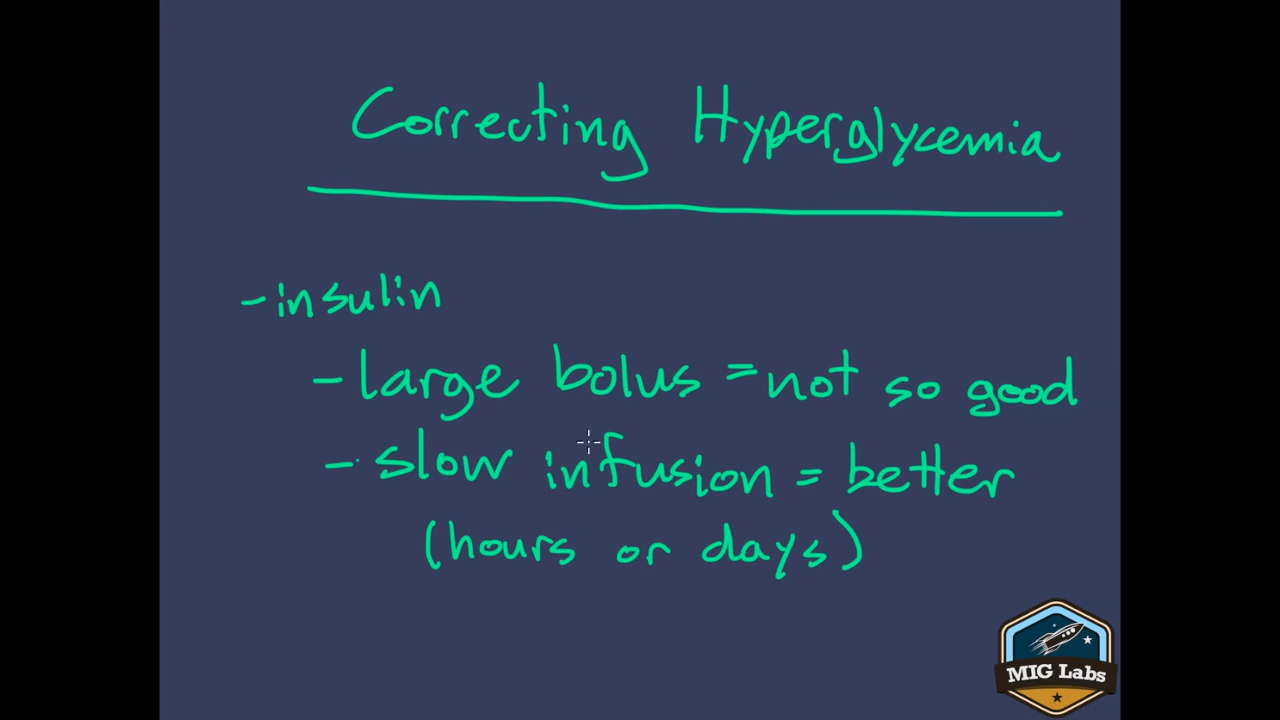 Correcting Hyperglycemia
-insulin
-large bolus = not so good
-slow infusion = better
(hours or days)
MIG Labs